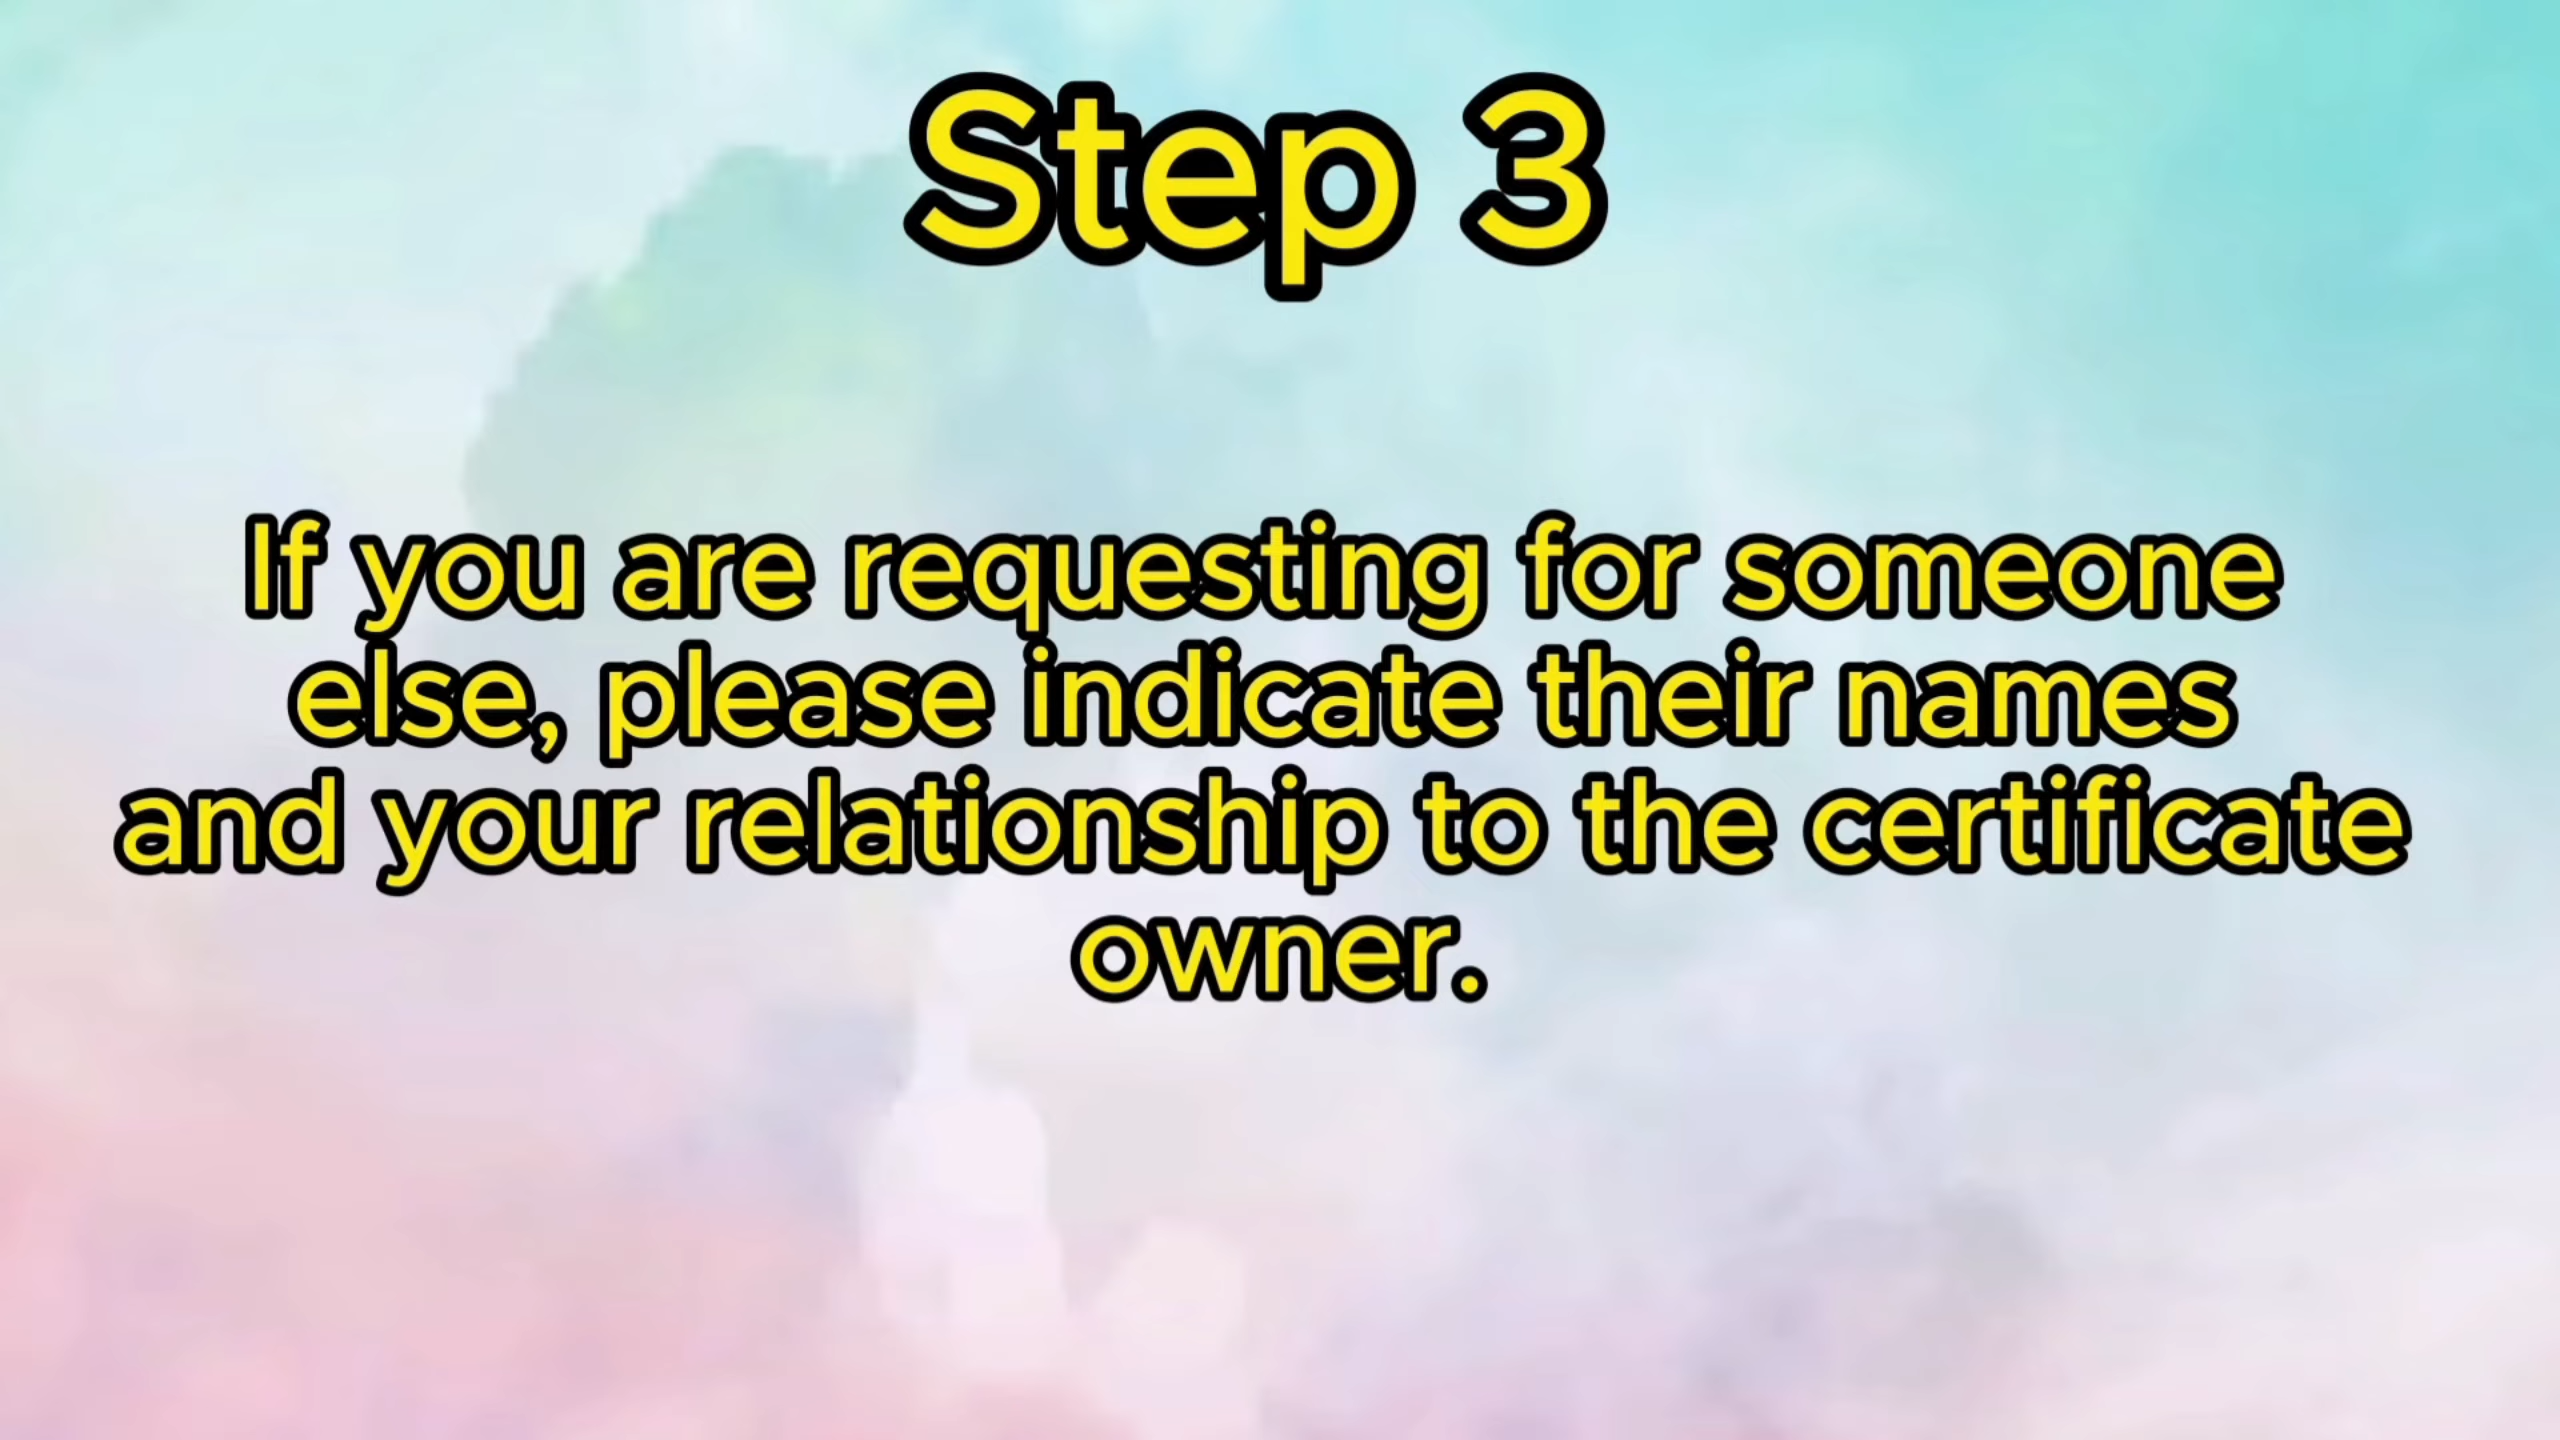 Step 3
If you are requesting for someone
else, please indicate their names
and your relationship to the certificate
owner.